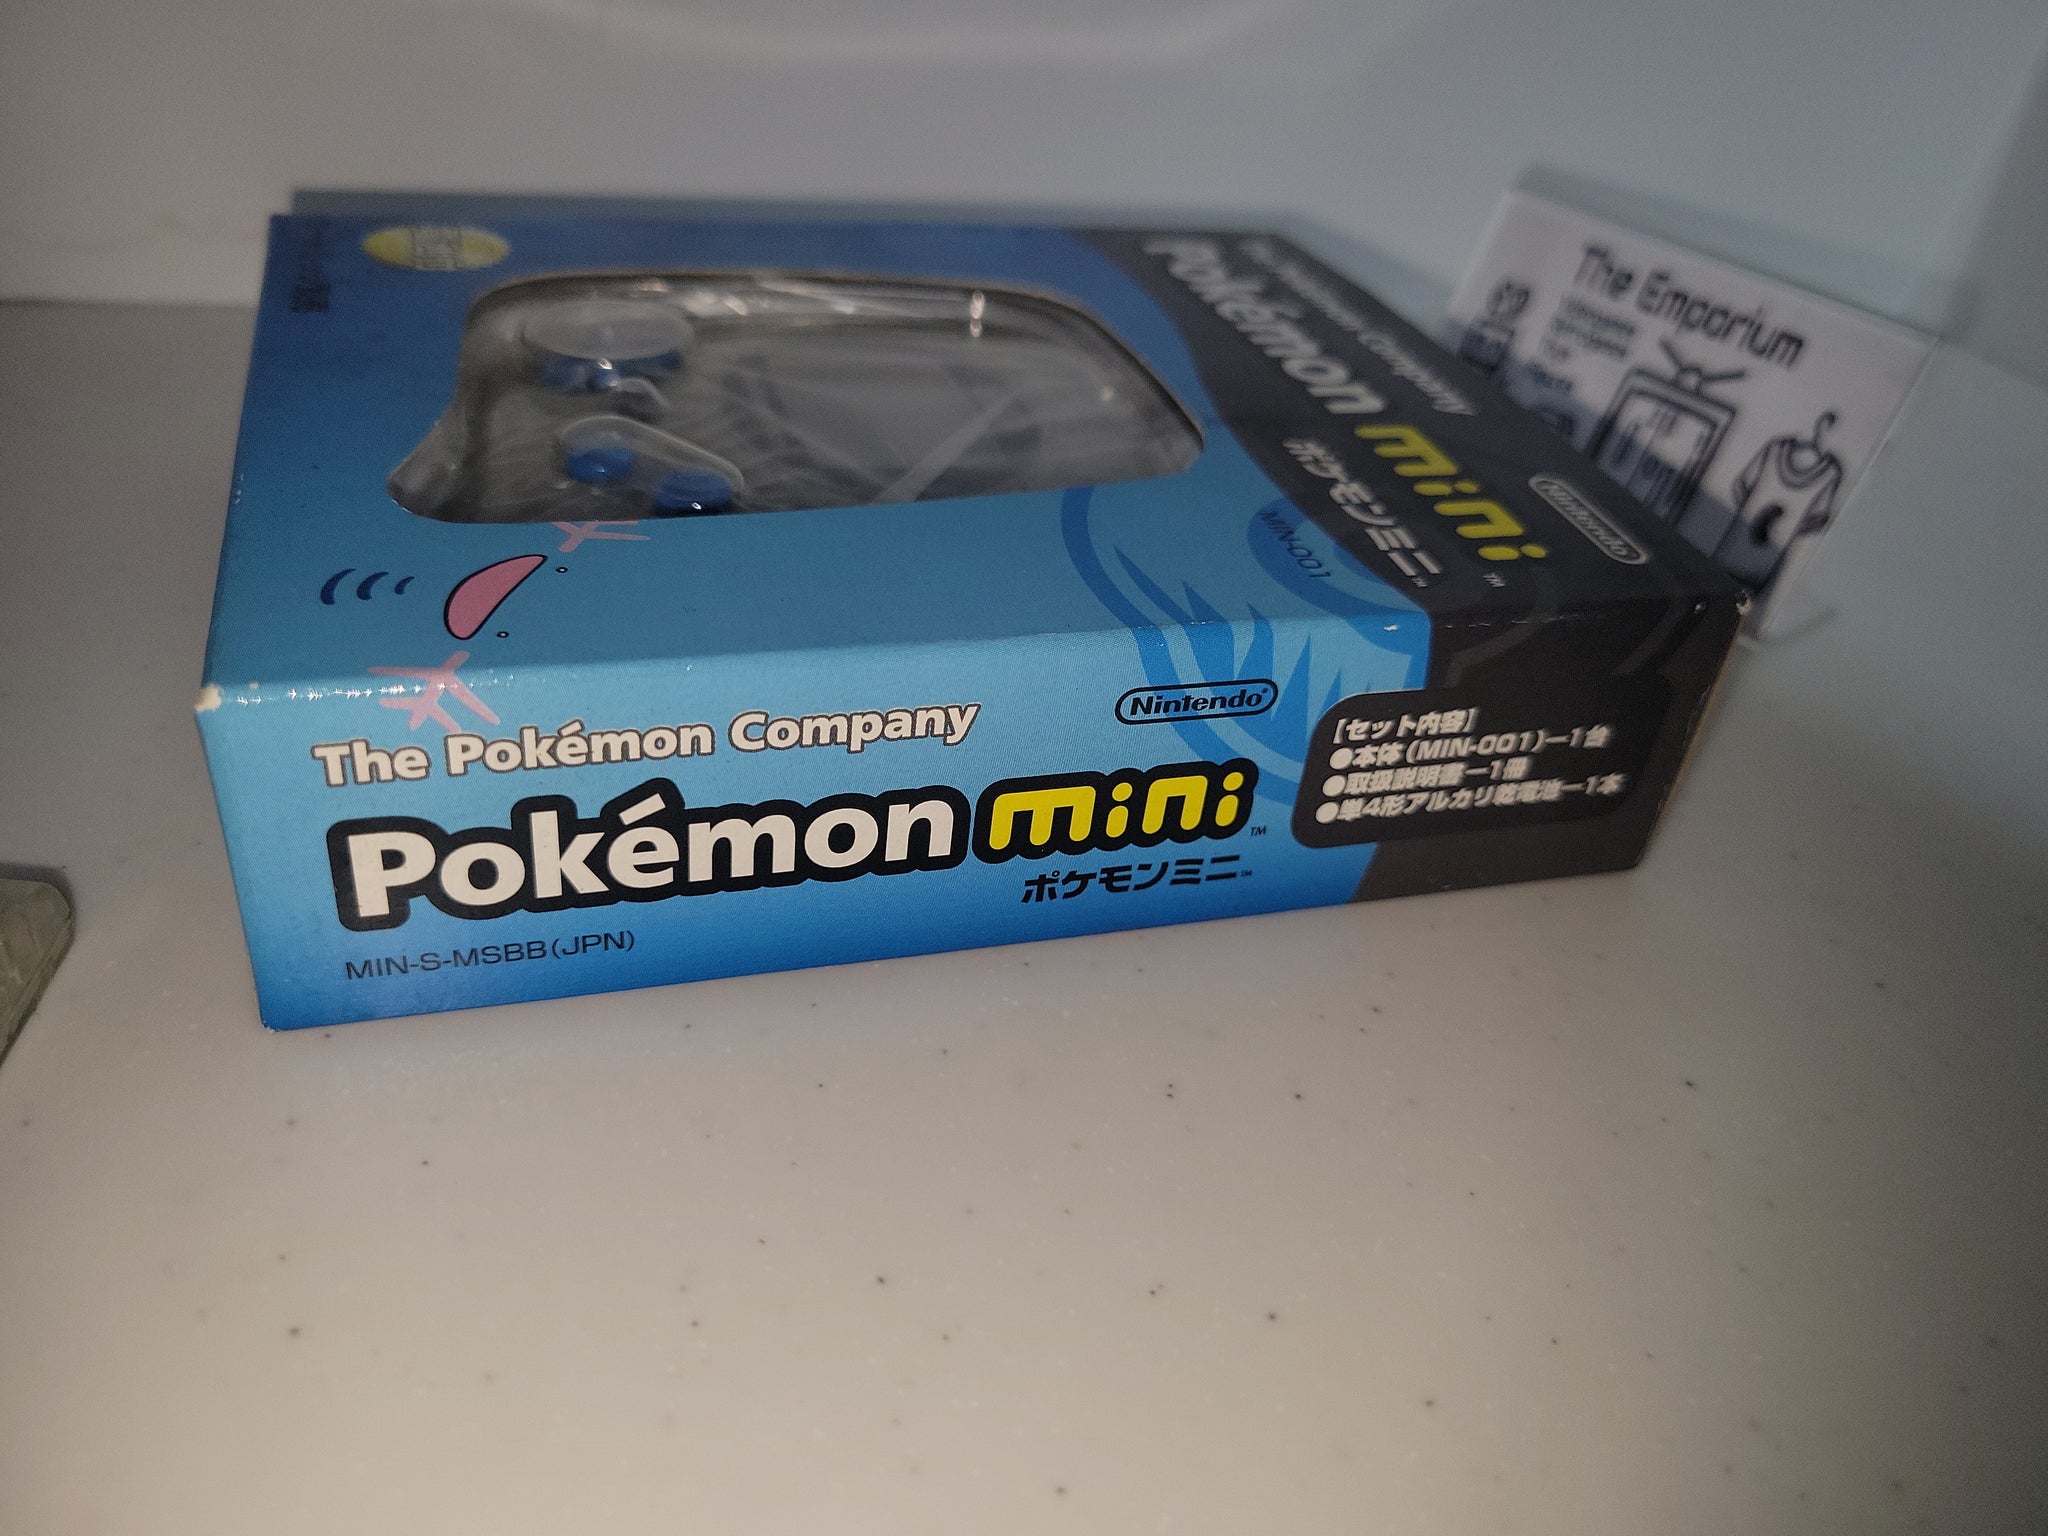 The Pokémon Company
Pokémon mini
ポケモンミニ
Nintendo
MIN-001
The Pokémon Company
Nintendo
Pokémon mini™
ポケモンミニ™
MIN-S-MSBB(JPN)
【セット内容】
●本体(MIN-001)ー1台
●取扱説明書ー1冊
●単4形アルカリ乾電池ー1本
The Emporium